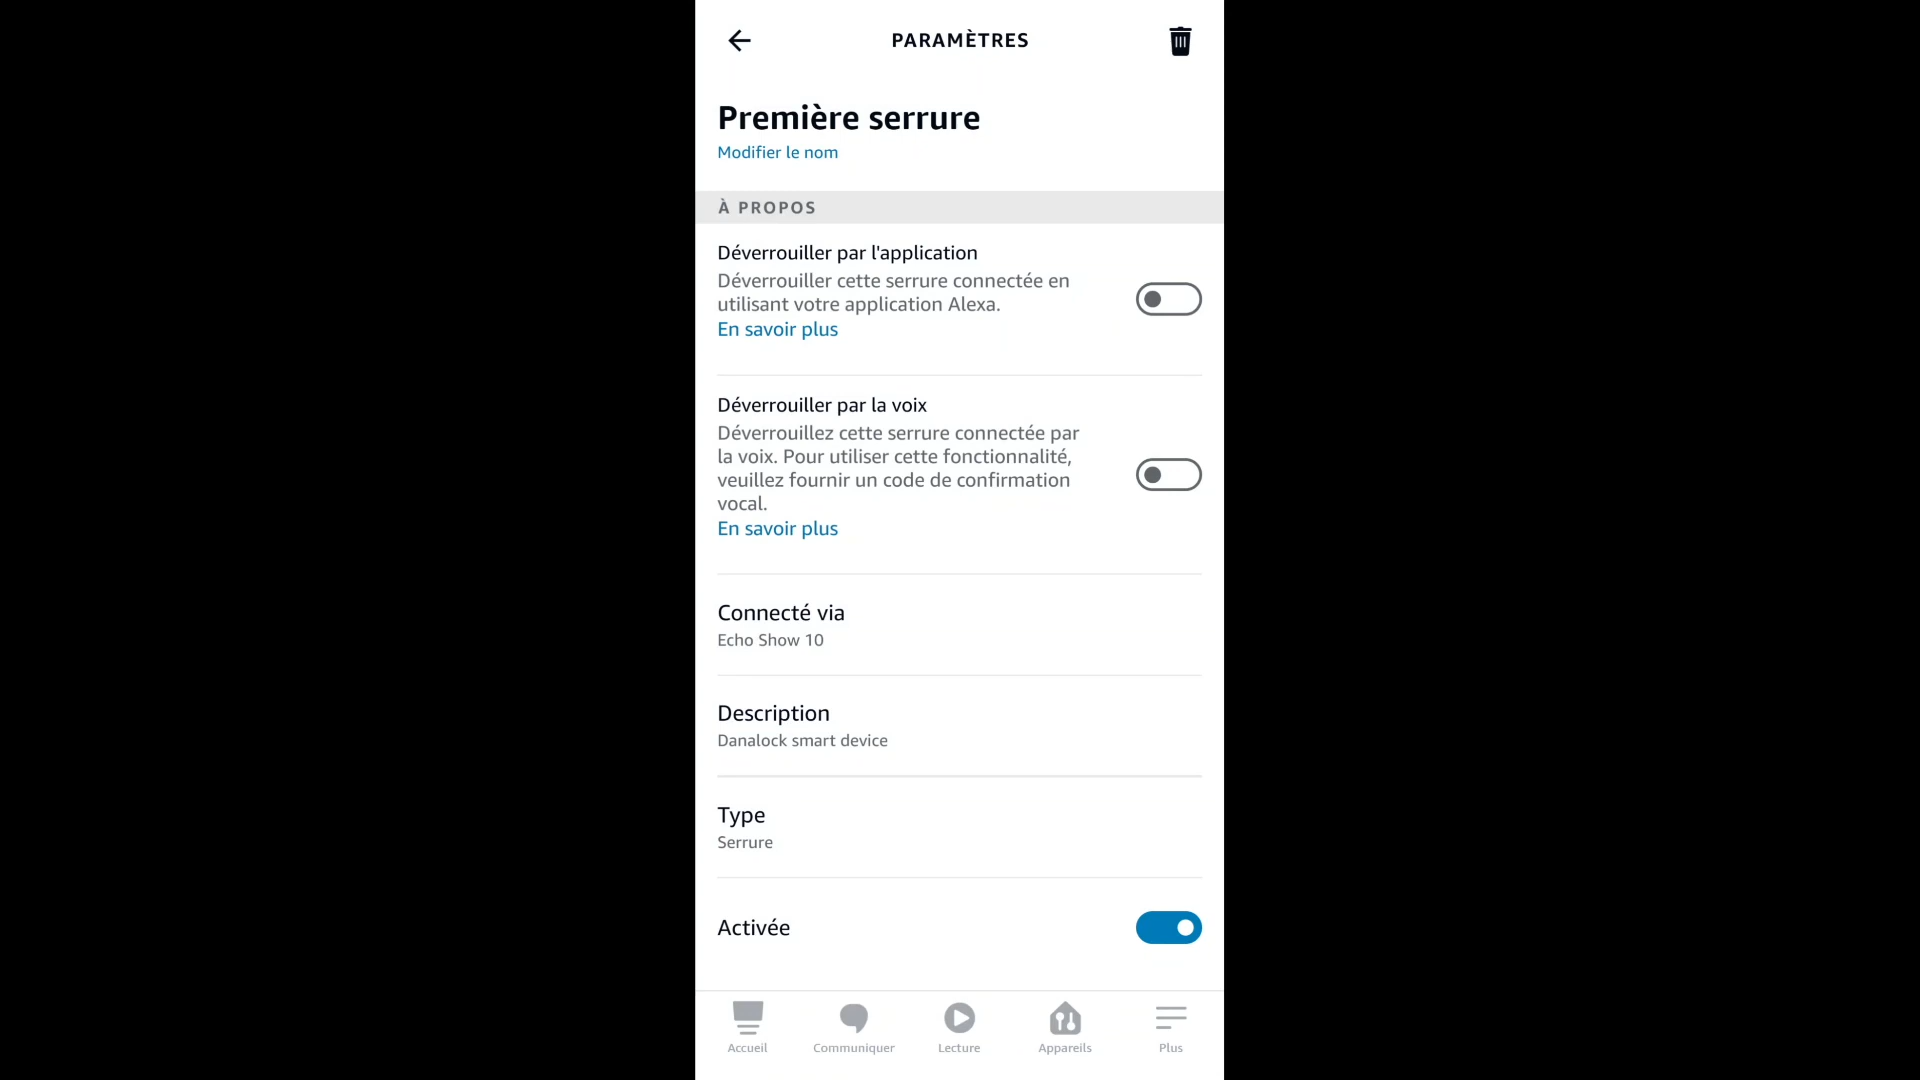 PARAMÈTRES
Première serrure
Modifier le nom
À PROPOS
Déverrouiller par l'application
Déverrouiller cette serrure connectée en
utilisant votre application Alexa.
En savoir plus
Déverrouiller par la voix
Déverrouillez cette serrure connectée par
la voix. Pour utiliser cette fonctionnalité,
veuillez fournir un code de confirmation
vocal.
En savoir plus
Connecté via
Echo Show 10
Description
Danalock smart device
Type
Serrure
Activée
Accueil
Communiquer
Lecture
Appareils
Plus